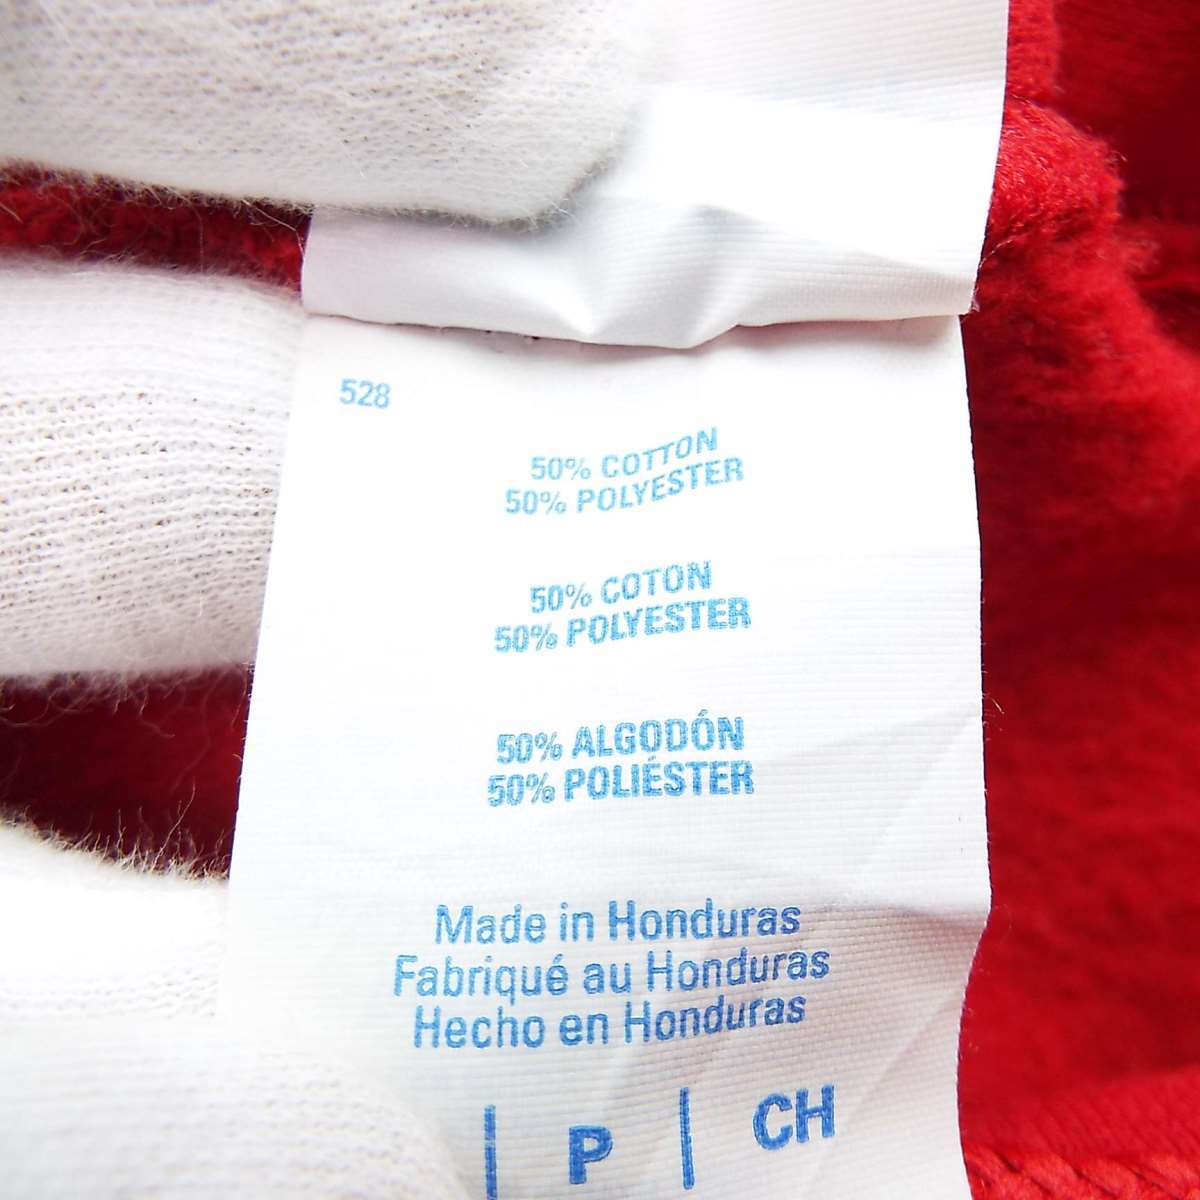 528
50% COTTON
50% POLYESTER
50% COTON
50% POLYESTER
50% ALGODÓN
50% POLIÉSTER
Made in Honduras
Fabriqué au Honduras
Hecho en Honduras
| P | CH